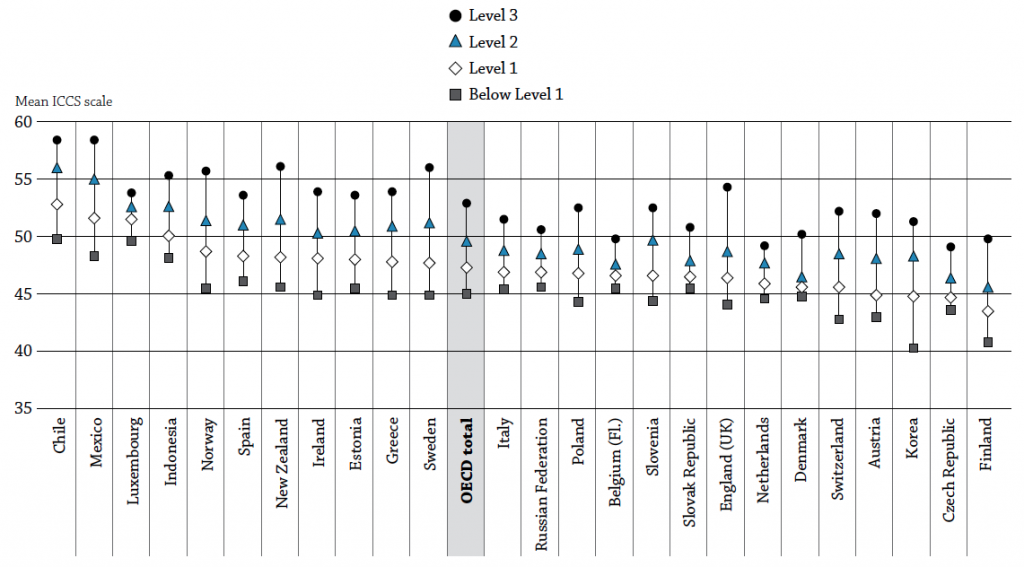 Level 3
Level 2
Level 1
Below Level 1
Mean ICCS scale
60
55
50
45
40
35
Chile
Mexico
Luxembourg
Indonesia
Norway
Spain
New Zealand
Ireland
Estonia
Greece
Sweden
OECD total
Italy
Russian Federation
Poland
Belgium (Fl.)
Slovenia
Slovak Republic
England (UK)
Netherlands
Denmark
Switzerland
Austria
Korea
Czech Republic
Finland